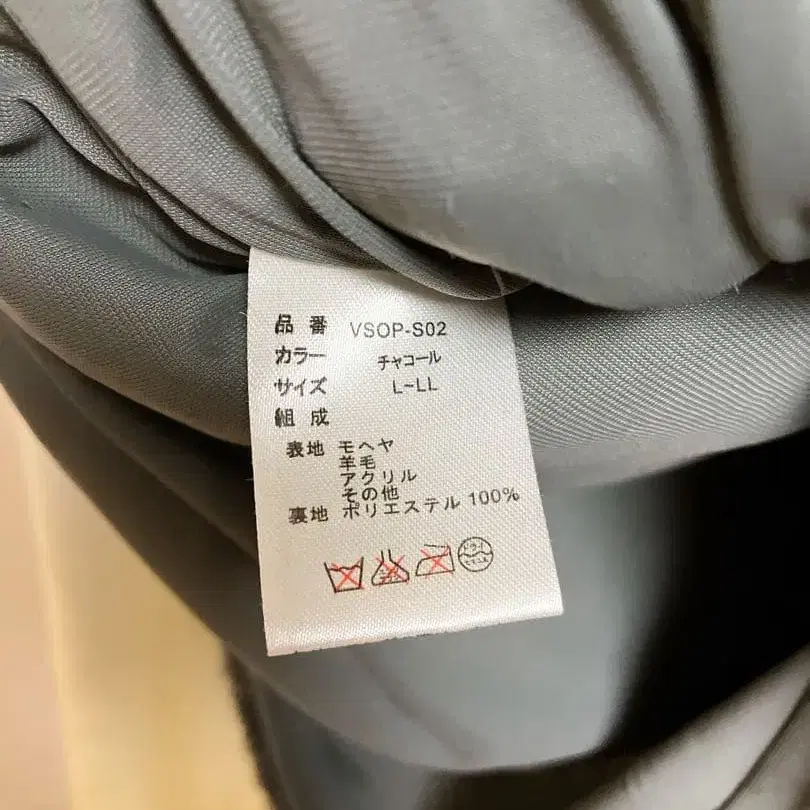 品番 VSOP-S02
カラー チャコール
サイズ L~LL
組成
表地 モヘヤ
羊毛
アクリル
その他
裏地 ポリエステル 100%